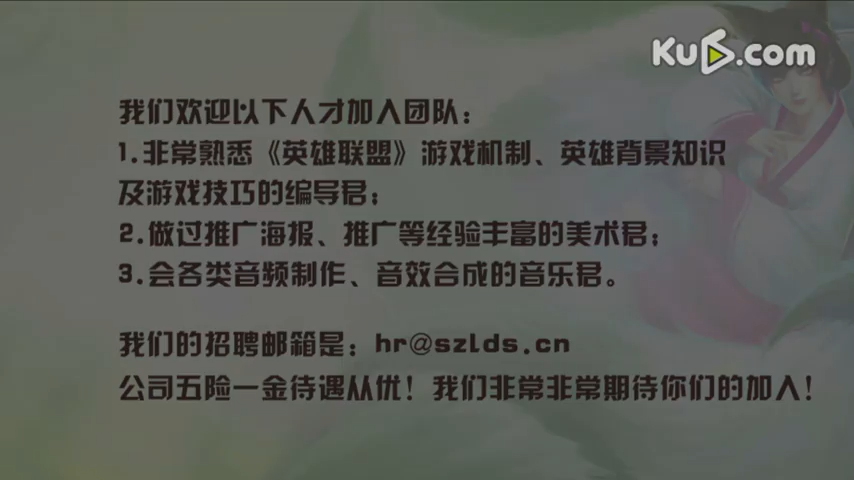 Ku6.com
我们欢迎以下人才加入团队：
1.非常熟悉《英雄联盟》游戏机制、英雄背景知识
及游戏技巧的编导君；
2.做过推广海报、推广等经验丰富的美术君；
3.会各类音频制作、音效合成的音乐君。
我们的招聘邮箱是：hr@szlds.cn
公司五险一金待遇从优！我们非常非常期待你们的加入！